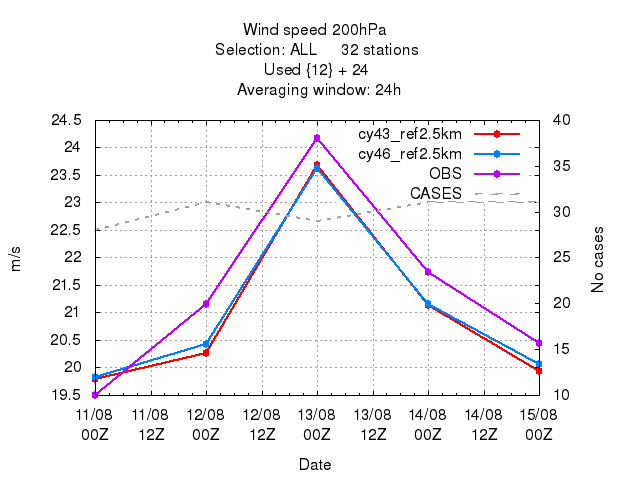 Wind speed 200hPa
Selection: ALL 32 stations
Used {12} + 24
Averaging window: 24h
cy43_ref2.5km
cy46_ref2.5km
OBS
CASES
24.5
24
23.5
23
22.5
22
21.5
21
20.5
20
19.5
m/s
40
35
30
25
20
15
10
No cases
11/08 11/08 12/08 12/08 13/08 13/08 14/08 14/08 15/08
00Z 12Z 00Z 12Z 00Z 12Z 00Z 12Z 00Z
Date